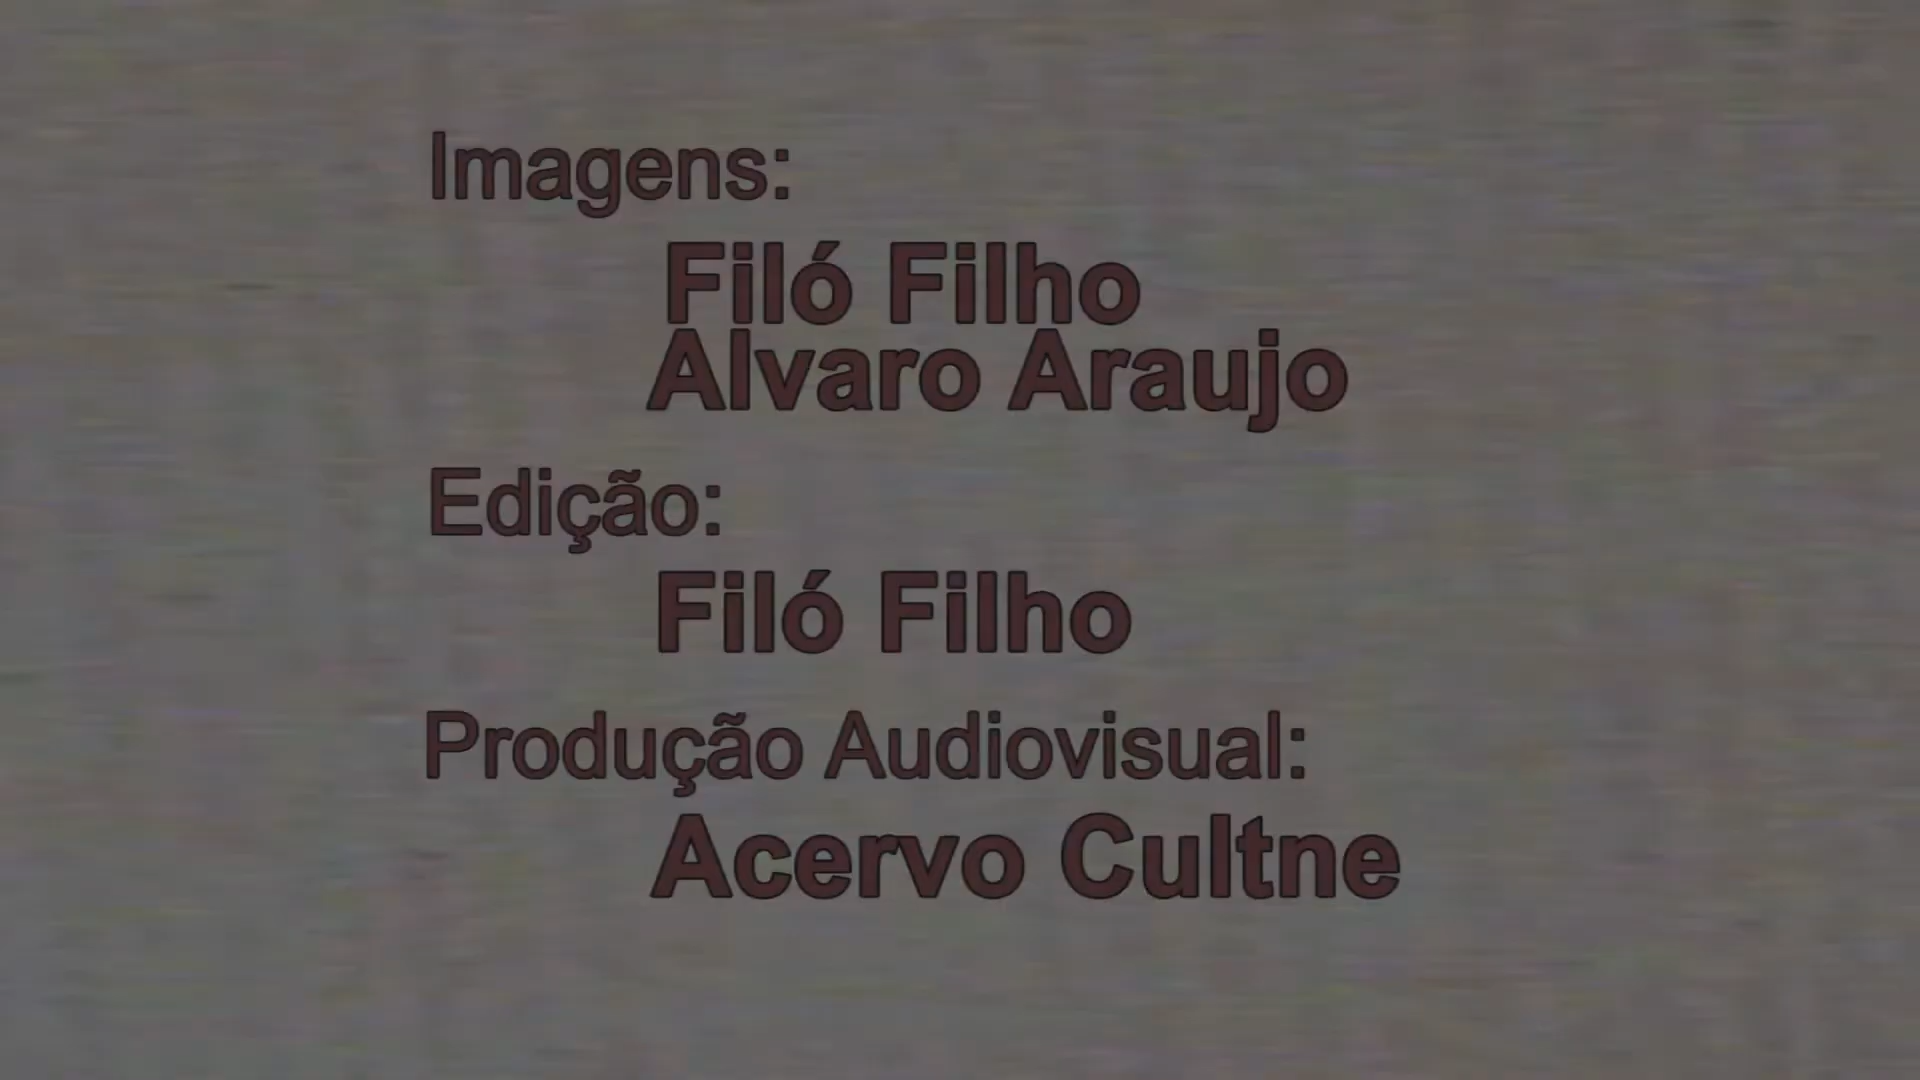 Imagens:
Filó Filho
Alvaro Araujo
Edição:
Filó Filho
Produção Audiovisual:
Acervo Cultne